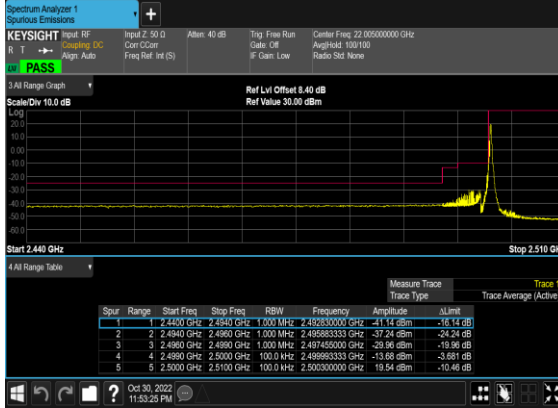 Spectrum Analyzer 1
Spurious Emissions
+
KEYSIGHT Input: RF Input Z: 50 Ω Atten: 40 dB Trig: Free Run Center Freq: 22.005000000 GHz
R T Coupling: DC Corr CCorr Gate: Off Avg|Hold: 100/100
Align: Auto Freq Ref: Int (S) IF Gain: Low Radio Std: None
PASS
3 All Range Graph
Ref Lvl Offset 8.40 dB
Scale/Div 10.0 dB Ref Value 30.00 dBm
Log
20.0
10.0
0.00
-10.0
-20.0
-30.0
-40.0
-50.0
-60.0
Start 2.440 GHz Stop 2.510 GH
4 All Range Table
Measure Trace Trace 1
Trace Type Trace Average (Active
Spur Range Start Freq Stop Freq RBW Frequency Amplitude ΔLimit
1 1 2.4400 GHz 2.4940 GHz 1.000 MHz 2.492830000 GHz -41.14 dBm -16.14 dB
2 2 2.4940 GHz 2.4960 GHz 1.000 MHz 2.495883333 GHz -37.24 dBm -24.24 dB
3 3 2.4960 GHz 2.4990 GHz 1.000 MHz 2.497455000 GHz -29.96 dBm -19.96 dB
4 4 2.4990 GHz 2.5000 GHz 100.0 kHz 2.499993333 GHz -13.68 dBm -3.681 dB
5 5 2.5000 GHz 2.5100 GHz 100.0 kHz 2.500300000 GHz 19.54 dBm -10.46 dB
? Oct 30, 2022
11:53:25 PM